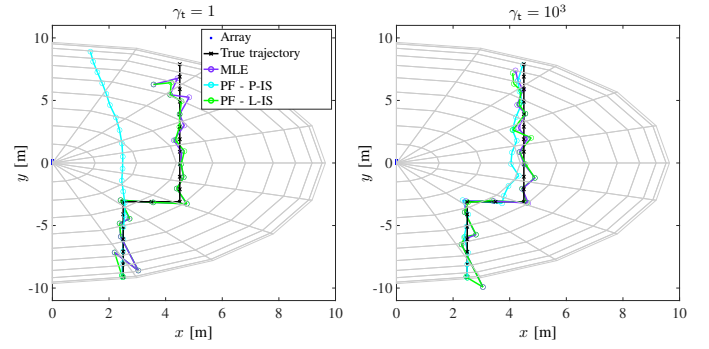 γt = 1
10
5
0
-5
-10
y [m]
0 2 4 6 8 10
x [m]
Array
True trajectory
MLE
PF - P-IS
PF - L-IS
γt = 10³
10
5
0
-5
-10
y [m]
0 2 4 6 8 10
x [m]